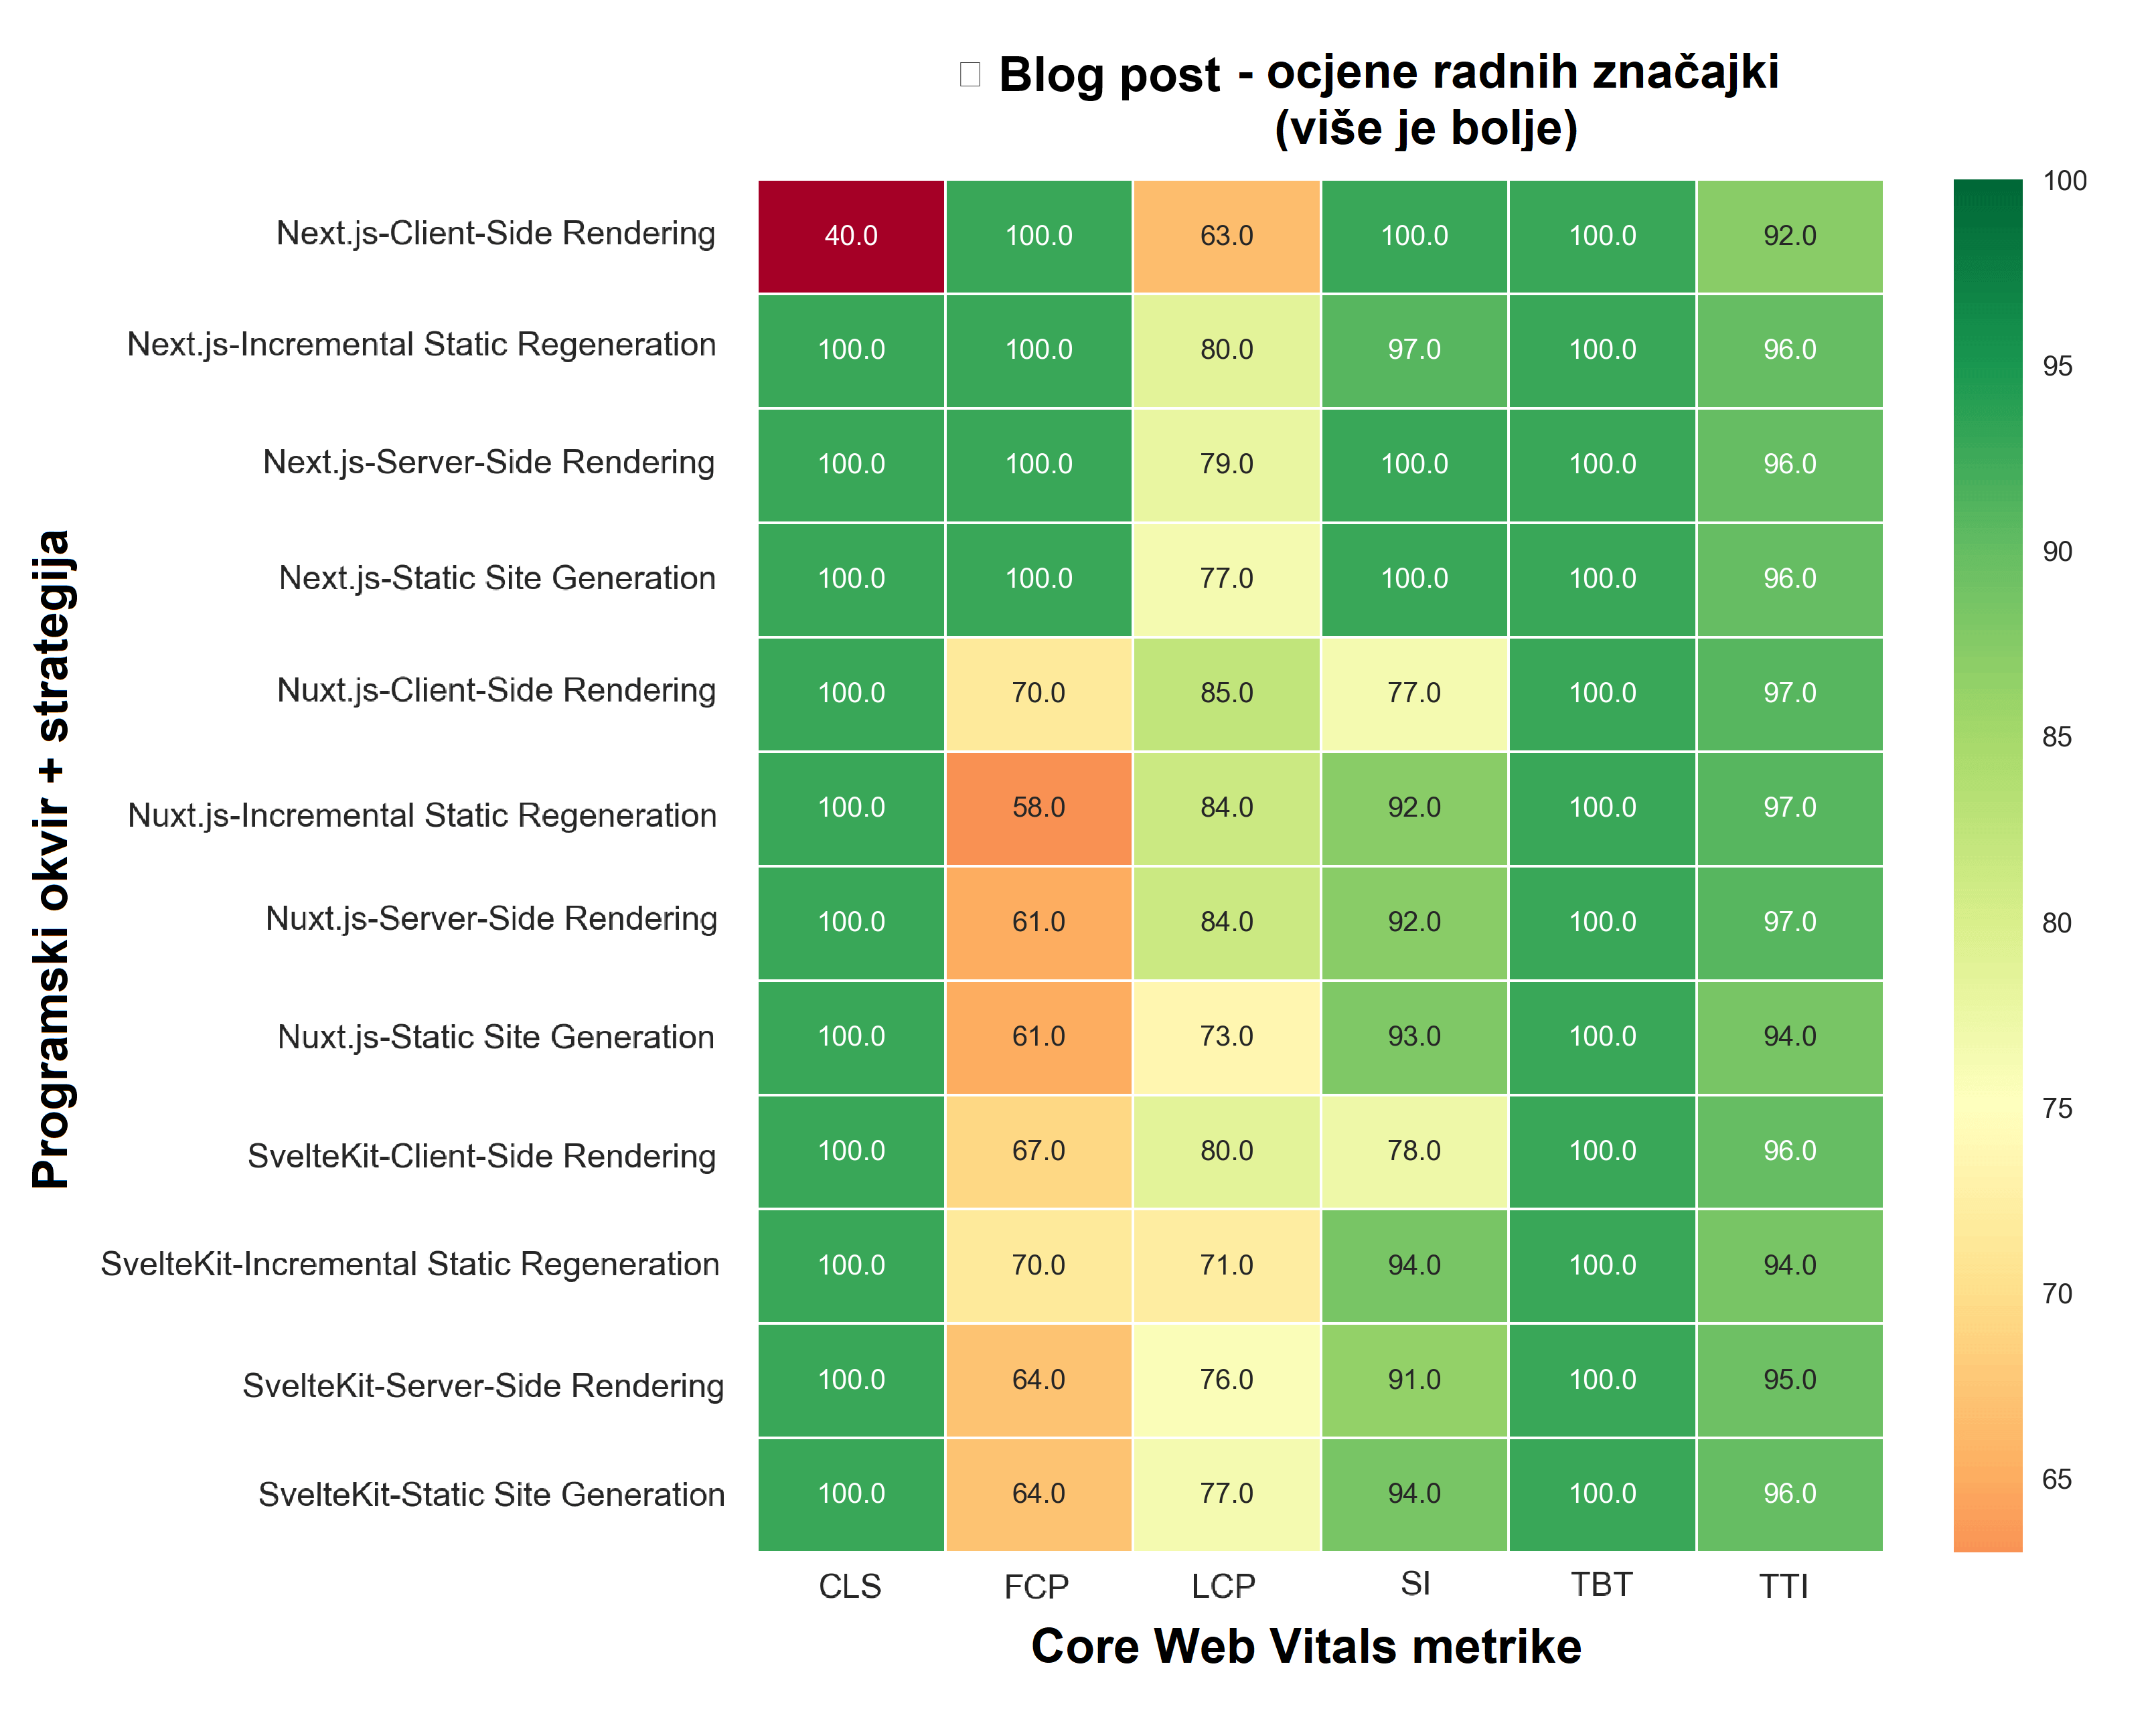 Blog post - ocjene radnih značajki
(više je bolje)
Programski okvir + strategija
Next.js-Client-Side Rendering 40.0 100.0 63.0 100.0 100.0 92.0
Next.js-Incremental Static Regeneration 100.0 100.0 80.0 97.0 100.0 96.0
Next.js-Server-Side Rendering 100.0 100.0 79.0 100.0 100.0 96.0
Next.js-Static Site Generation 100.0 100.0 77.0 100.0 100.0 96.0
Nuxt.js-Client-Side Rendering 100.0 70.0 85.0 77.0 100.0 97.0
Nuxt.js-Incremental Static Regeneration 100.0 58.0 84.0 92.0 100.0 97.0
Nuxt.js-Server-Side Rendering 100.0 61.0 84.0 92.0 100.0 97.0
Nuxt.js-Static Site Generation 100.0 61.0 73.0 93.0 100.0 94.0
SvelteKit-Client-Side Rendering 100.0 67.0 80.0 78.0 100.0 96.0
SvelteKit-Incremental Static Regeneration 100.0 70.0 71.0 94.0 100.0 94.0
SvelteKit-Server-Side Rendering 100.0 64.0 76.0 91.0 100.0 95.0
SvelteKit-Static Site Generation 100.0 64.0 77.0 94.0 100.0 96.0
CLS FCP LCP SI TBT TTI
Core Web Vitals metrike
100
95
90
85
80
75
70
65